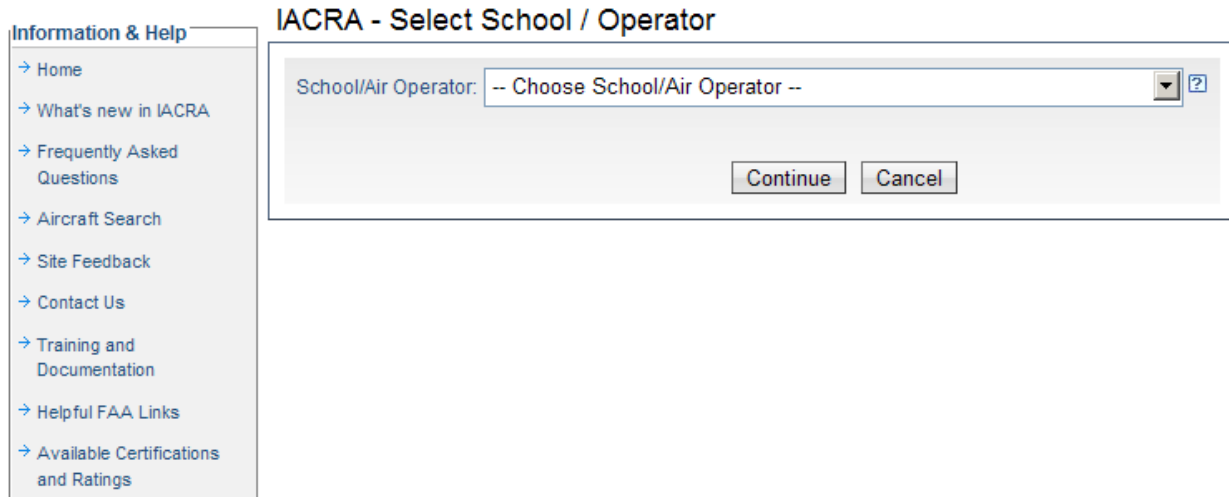 Information & Help
→ Home
→ What's new in IACRA
→ Frequently Asked
Questions
→ Aircraft Search
→ Site Feedback
→ Contact Us
→ Training and
Documentation
→ Helpful FAA Links
→ Available Certifications
and Ratings
IACRA - Select School / Operator
School/Air Operator: -- Choose School/Air Operator -- ?
Continue Cancel